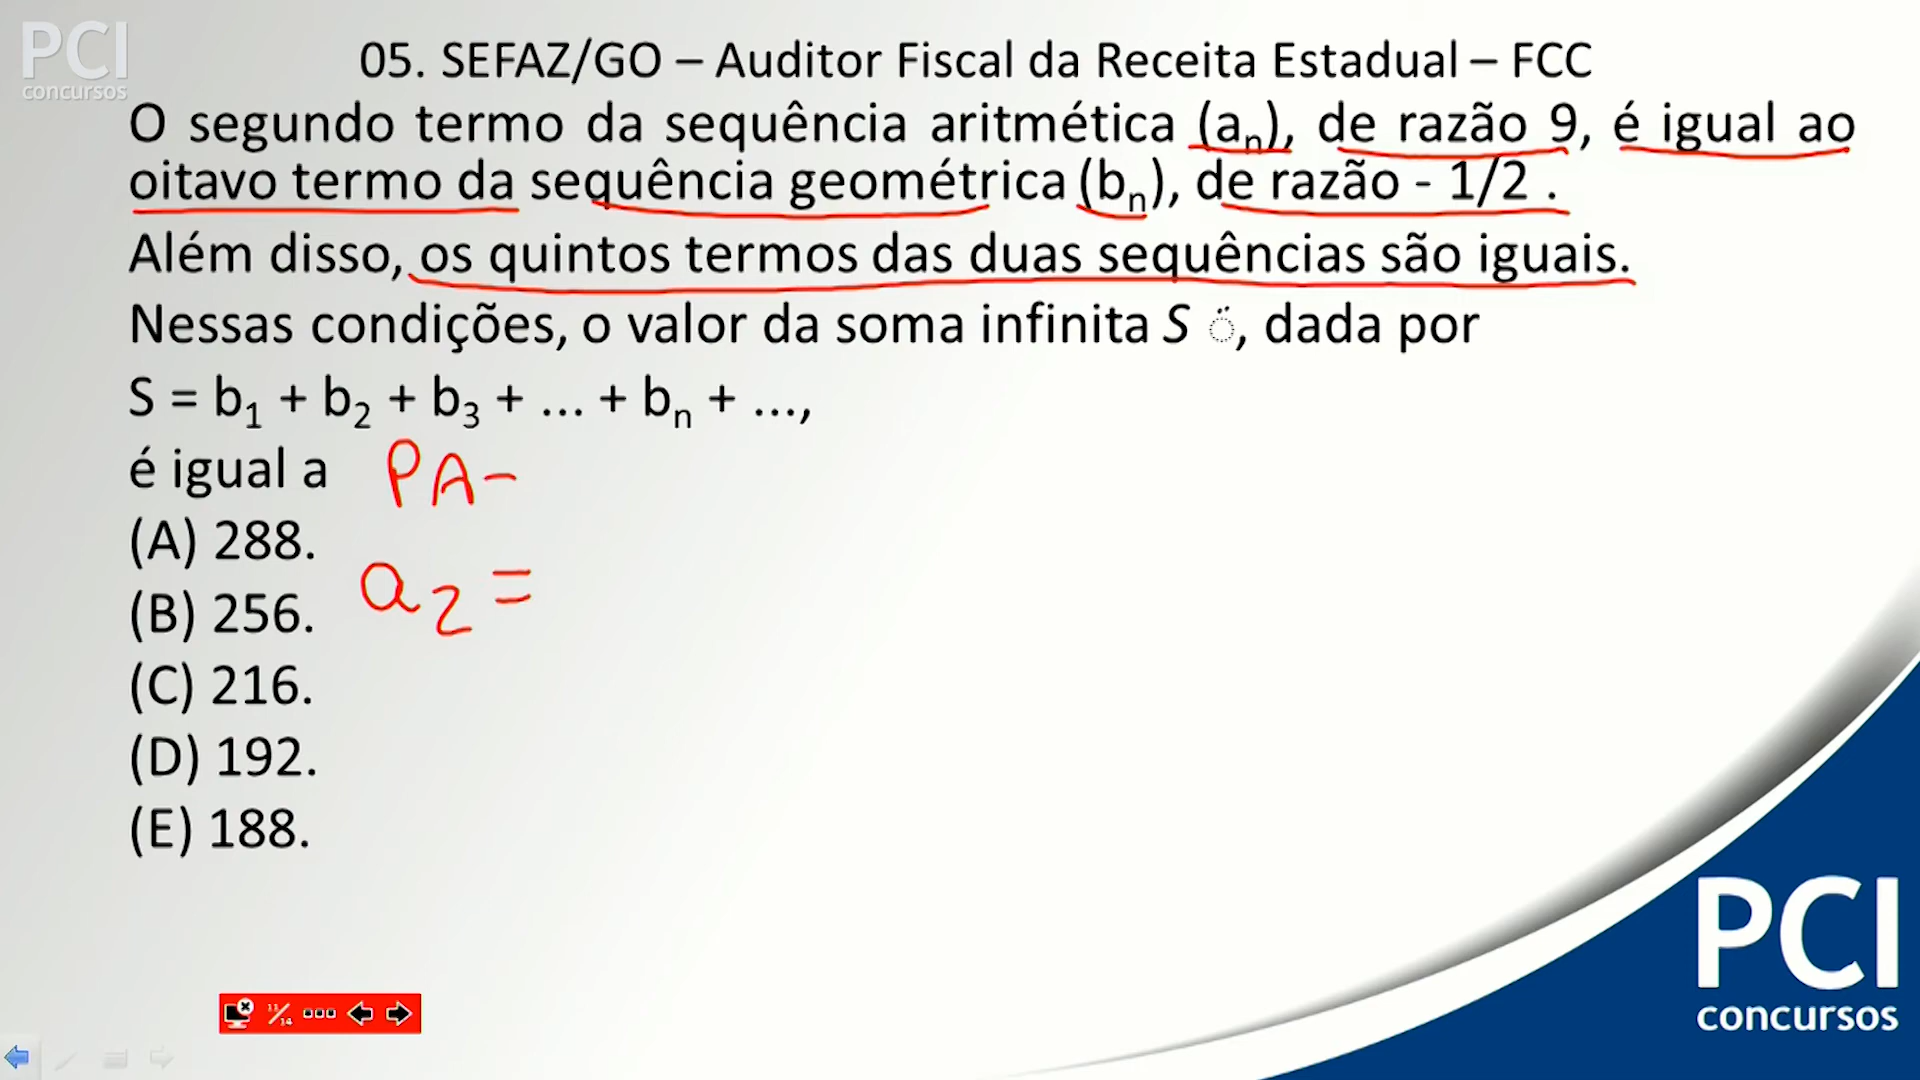 PCI
concursos
05. SEFAZ/GO – Auditor Fiscal da Receita Estadual – FCC
O segundo termo da sequência aritmética (aₙ), de razão 9, é igual ao
oitavo termo da sequência geométrica (bₙ), de razão - 1/2 .
Além disso, os quintos termos das duas sequências são iguais.
Nessas condições, o valor da soma infinita S ◌̈, dada por
S = b₁ + b₂ + b₃ + ... + bₙ + ...,
é igual a
PA-
(A) 288.
a₂ =
(B) 256.
(C) 216.
(D) 192.
(E) 188.
PCI
concursos
11/14